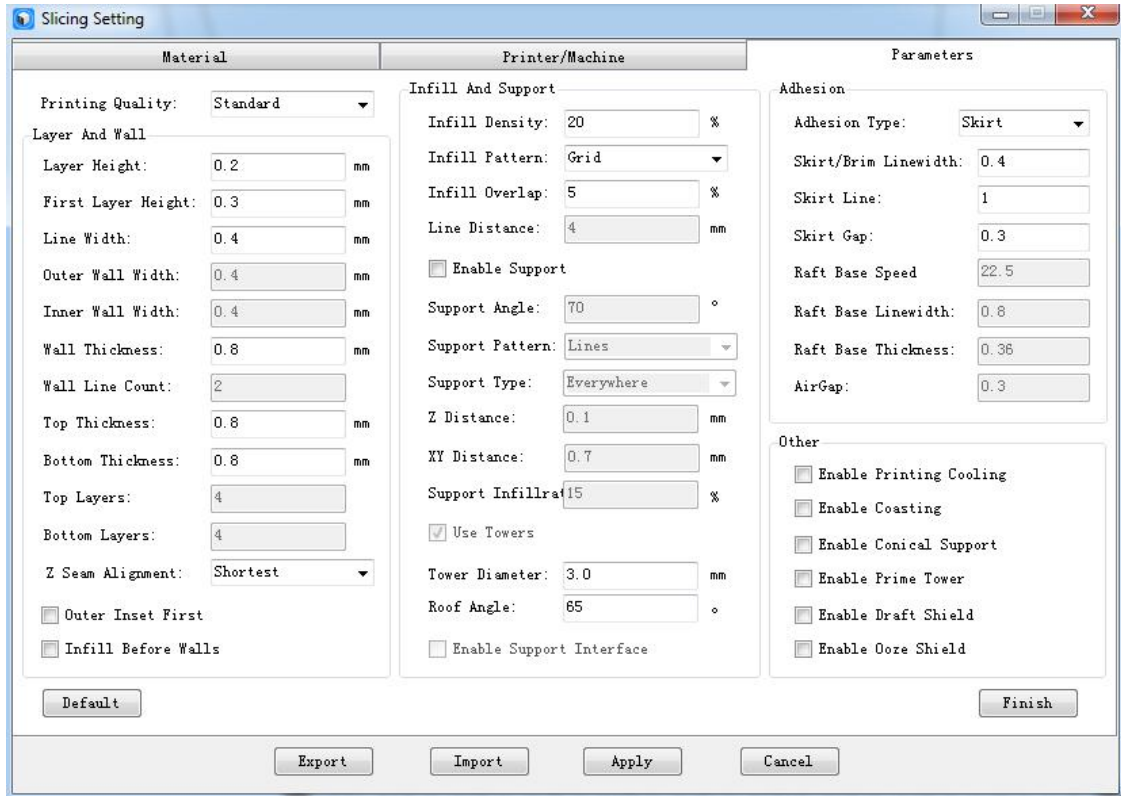 Slicing Setting
Material
Printer/Machine
Parameters
Printing Quality: Standard
Layer And Wall
Layer Height: 0.2 mm
First Layer Height: 0.3 mm
Line Width: 0.4 mm
Outer Wall Width: 0.4 mm
Inner Wall Width: 0.4 mm
Wall Thickness: 0.8 mm
Wall Line Count: 2
Top Thickness: 0.8 mm
Bottom Thickness: 0.8 mm
Top Layers: 4
Bottom Layers: 4
Z Seam Alignment: Shortest
Outer Inset First
Infill Before Walls
Infill And Support
Infill Density: 20 %
Infill Pattern: Grid
Infill Overlap: 5 %
Line Distance: 4 mm
Enable Support
Support Angle: 70 °
Support Pattern: Lines
Support Type: Everywhere
Z Distance: 0.1 mm
XY Distance: 0.7 mm
Support Infillrat 15 %
Use Towers
Tower Diameter: 3.0 mm
Roof Angle: 65 °
Enable Support Interface
Adhesion
Adhesion Type: Skirt
Skirt/Brim Linewidth: 0.4
Skirt Line: 1
Skirt Gap: 0.3
Raft Base Speed 22.5
Raft Base Linewidth: 0.8
Raft Base Thickness: 0.36
AirGap: 0.3
Other
Enable Printing Cooling
Enable Coasting
Enable Conical Support
Enable Prime Tower
Enable Draft Shield
Enable Ooze Shield
Default
Finish
Export
Import
Apply
Cancel